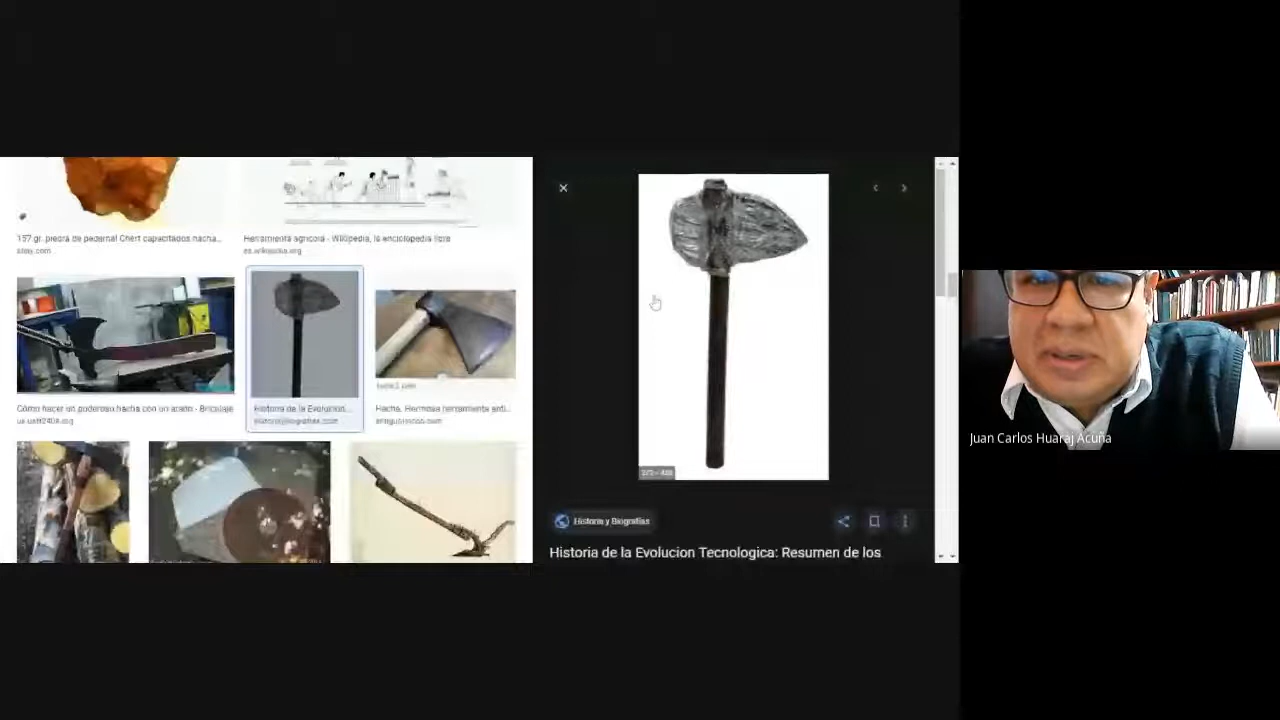 157 gr. piedra de pedernal Chert capacitados hacha...
Herramienta agrícola - Wikipedia, la enciclopedia libre
es.wikipedia.org
Cómo hacer un poderoso hacha con un arado - Bricolaje
Historia de la Evolucion...
historiaybiografias.com
Hacha. Hermosa herramienta anti...
Historia y Biografías
Historia de la Evolucion Tecnologica: Resumen de los
Juan Carlos Huaraj Acuña